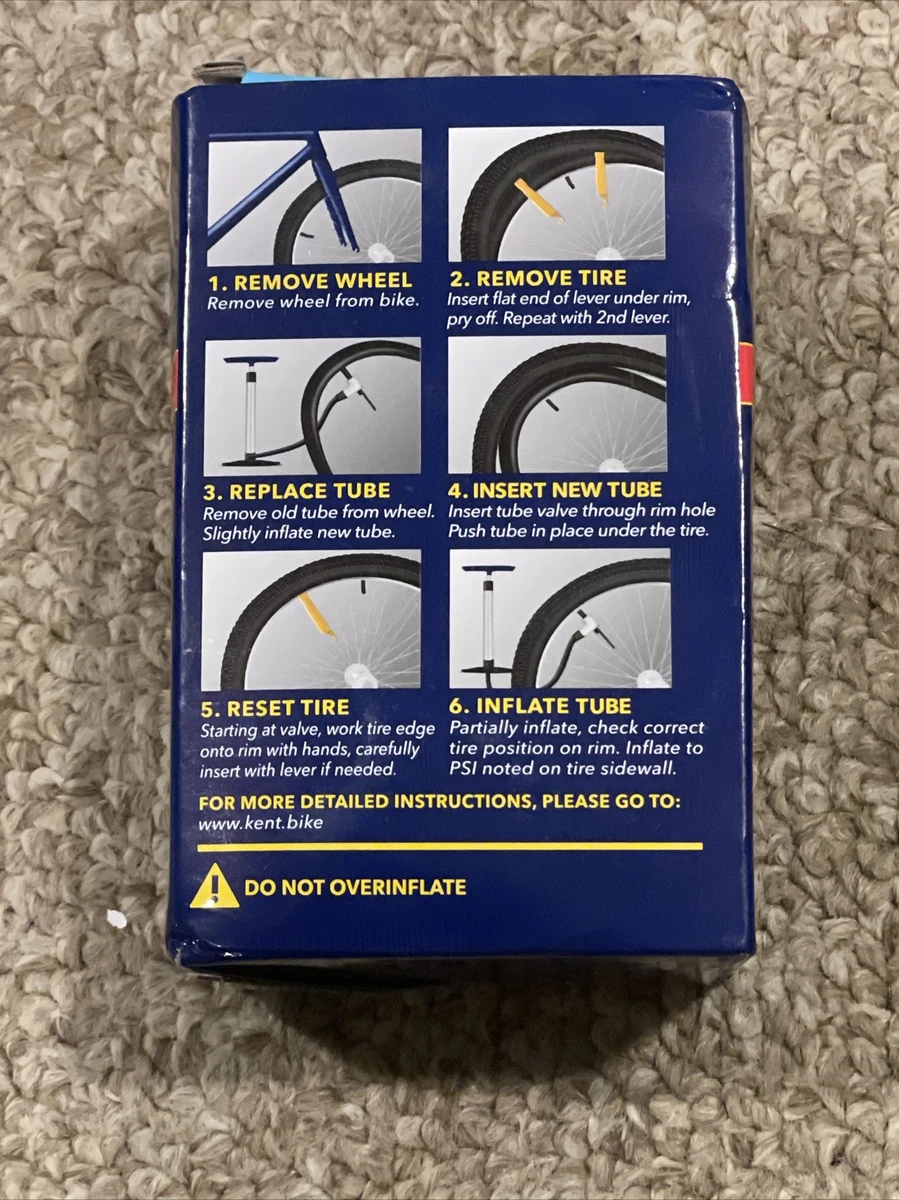 1. REMOVE WHEEL
Remove wheel from bike.
2. REMOVE TIRE
Insert flat end of lever under rim,
pry off. Repeat with 2nd lever.
3. REPLACE TUBE
Remove old tube from wheel.
Slightly inflate new tube.
4. INSERT NEW TUBE
Insert tube valve through rim hole
Push tube in place under the tire.
5. RESET TIRE
Starting at valve, work tire edge
onto rim with hands, carefully
insert with lever if needed.
6. INFLATE TUBE
Partially inflate, check correct
tire position on rim. Inflate to
PSI noted on tire sidewall.
FOR MORE DETAILED INSTRUCTIONS, PLEASE GO TO:
www.kent.bike
! DO NOT OVERINFLATE